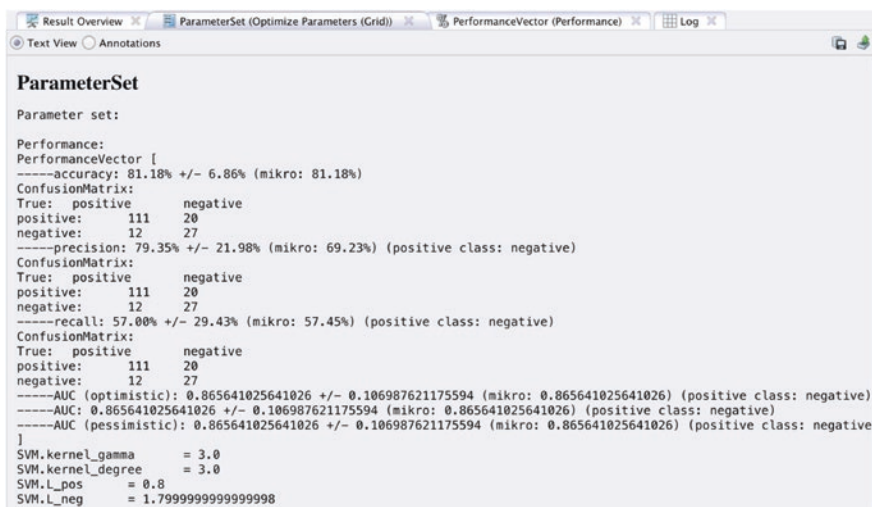 Result Overview ParameterSet (Optimize Parameters (Grid)) PerformanceVector (Performance) Log
Text View Annotations
ParameterSet
Parameter set:
Performance:
PerformanceVector [
-----accuracy: 81.18% +/- 6.86% (mikro: 81.18%)
ConfusionMatrix:
True: positive negative
positive: 111 20
negative: 12 27
-----precision: 79.35% +/- 21.98% (mikro: 69.23%) (positive class: negative)
ConfusionMatrix:
True: positive negative
positive: 111 20
negative: 12 27
-----recall: 57.00% +/- 29.43% (mikro: 57.45%) (positive class: negative)
ConfusionMatrix:
True: positive negative
positive: 111 20
negative: 12 27
-----AUC (optimistic): 0.865641025641026 +/- 0.106987621175594 (mikro: 0.865641026) (positive class: negative)
-----AUC: 0.865641025641026 +/- 0.106987621175594 (mikro: 0.865641026) (positive class: negative)
-----AUC (pessimistic): 0.865641025641026 +/- 0.106987621175594 (mikro: 0.865641026) (positive class: negative
]
SVM.kernel_gamma = 3.0
SVM.kernel_degree = 3.0
SVM.L_pos = 0.8
SVM.L_neg = 1.7999999999999998